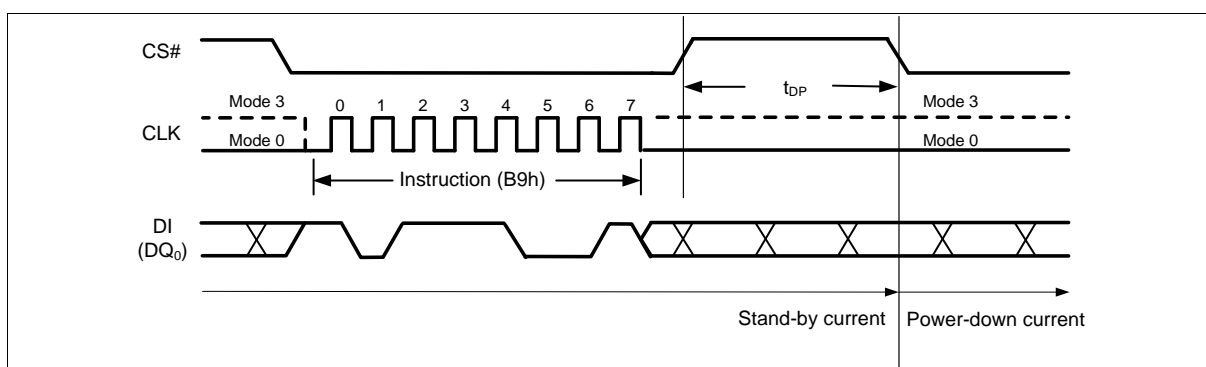 CS#
tDP
Mode 3 0 1 2 3 4 5 6 7 Mode 3
CLK
Mode 0 Mode 0
Instruction (B9h)
DI
(DQ0)
Stand-by current Power-down current